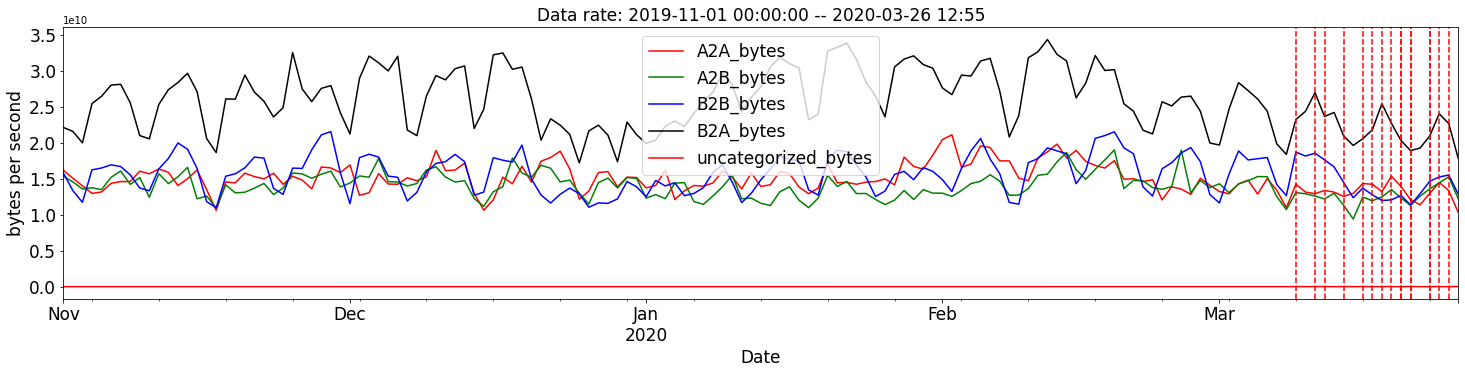 Data rate: 2019-11-01 00:00:00 -- 2020-03-26 12:55
1e10
3.5
3.0
2.5
2.0
1.5
1.0
0.5
0.0
bytes per second
A2A_bytes
A2B_bytes
B2B_bytes
B2A_bytes
uncategorized_bytes
Nov
Dec
Jan
2020
Feb
Mar
Date